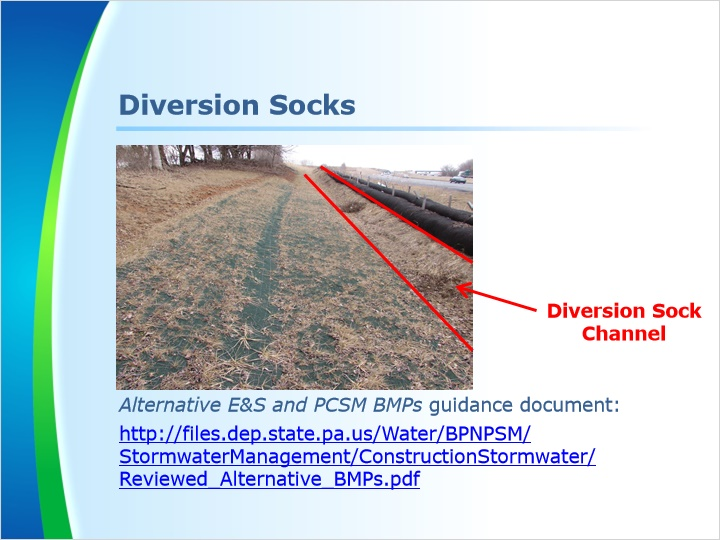 Diversion Socks
Diversion Sock
Channel
Alternative E&S and PCSM BMPs guidance document:
http://files.dep.state.pa.us/Water/BPNPSM/
StormwaterManagement/ConstructionStormwater/
Reviewed_Alternative_BMPs.pdf